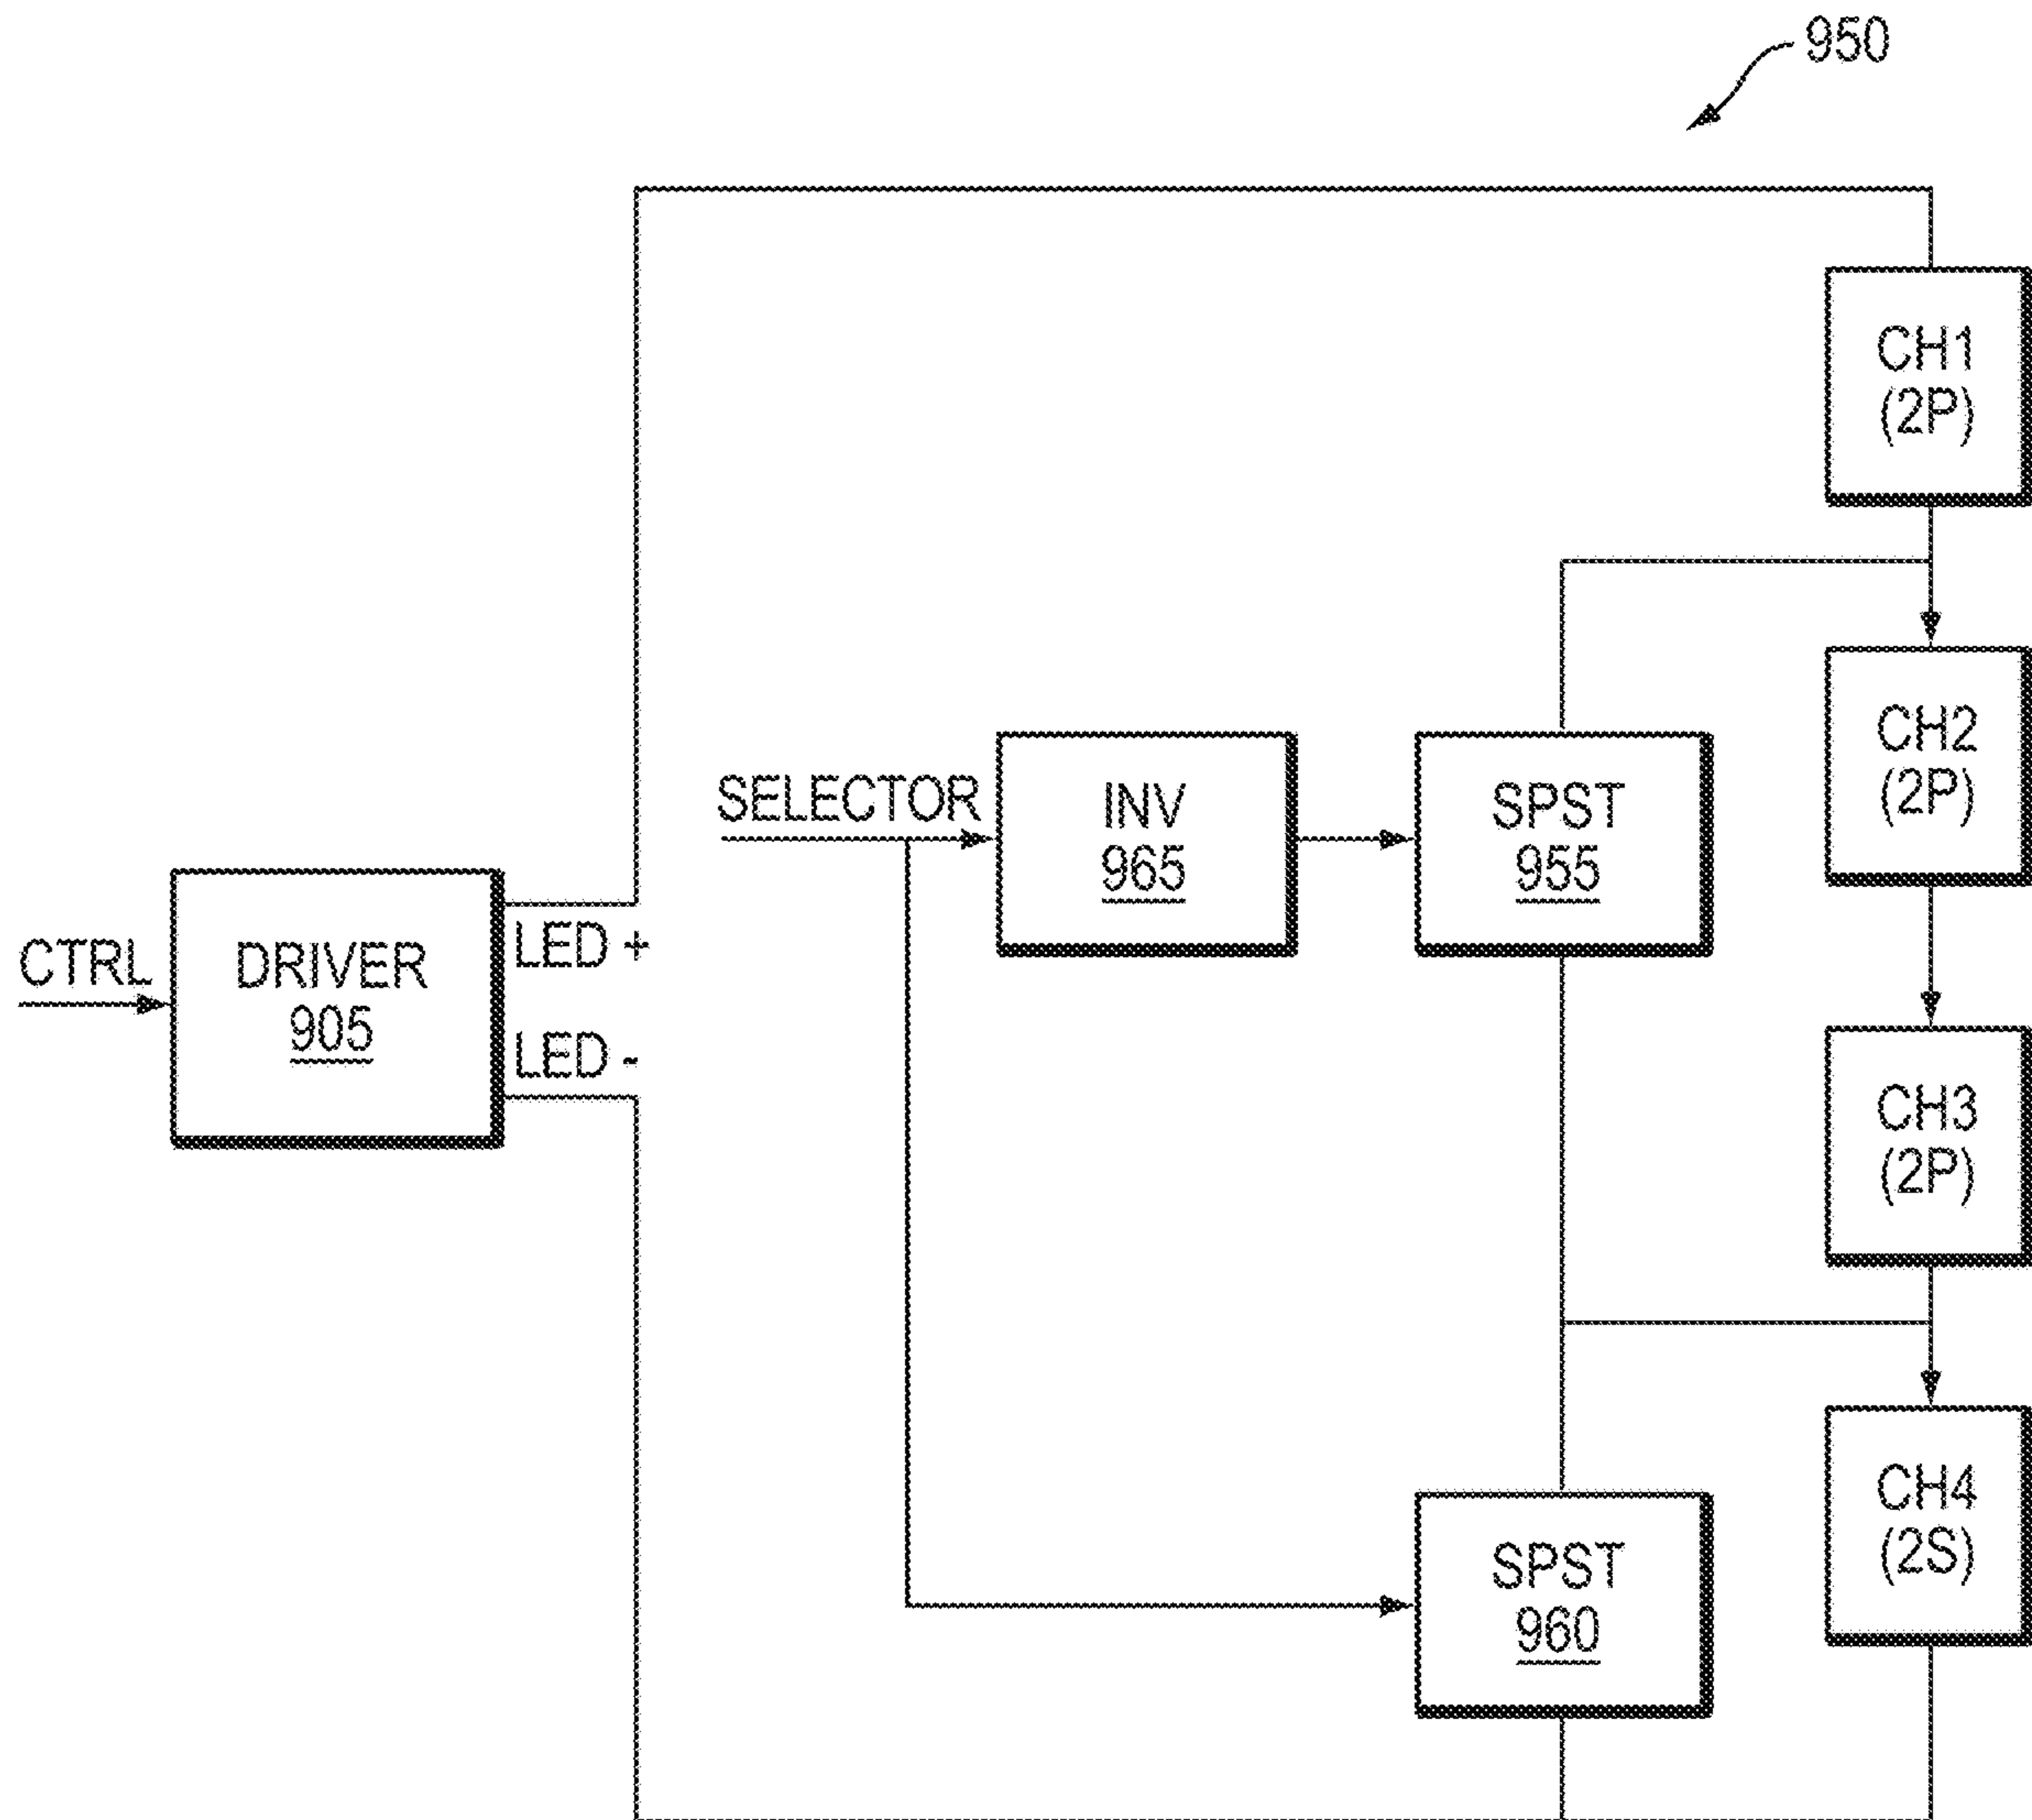 950
CH1
(2P)
CH2
(2P)
SELECTOR
INV
965
SPST
955
CTRL
DRIVER
905
LED +
LED -
CH3
(2P)
SPST
960
CH4
(2S)